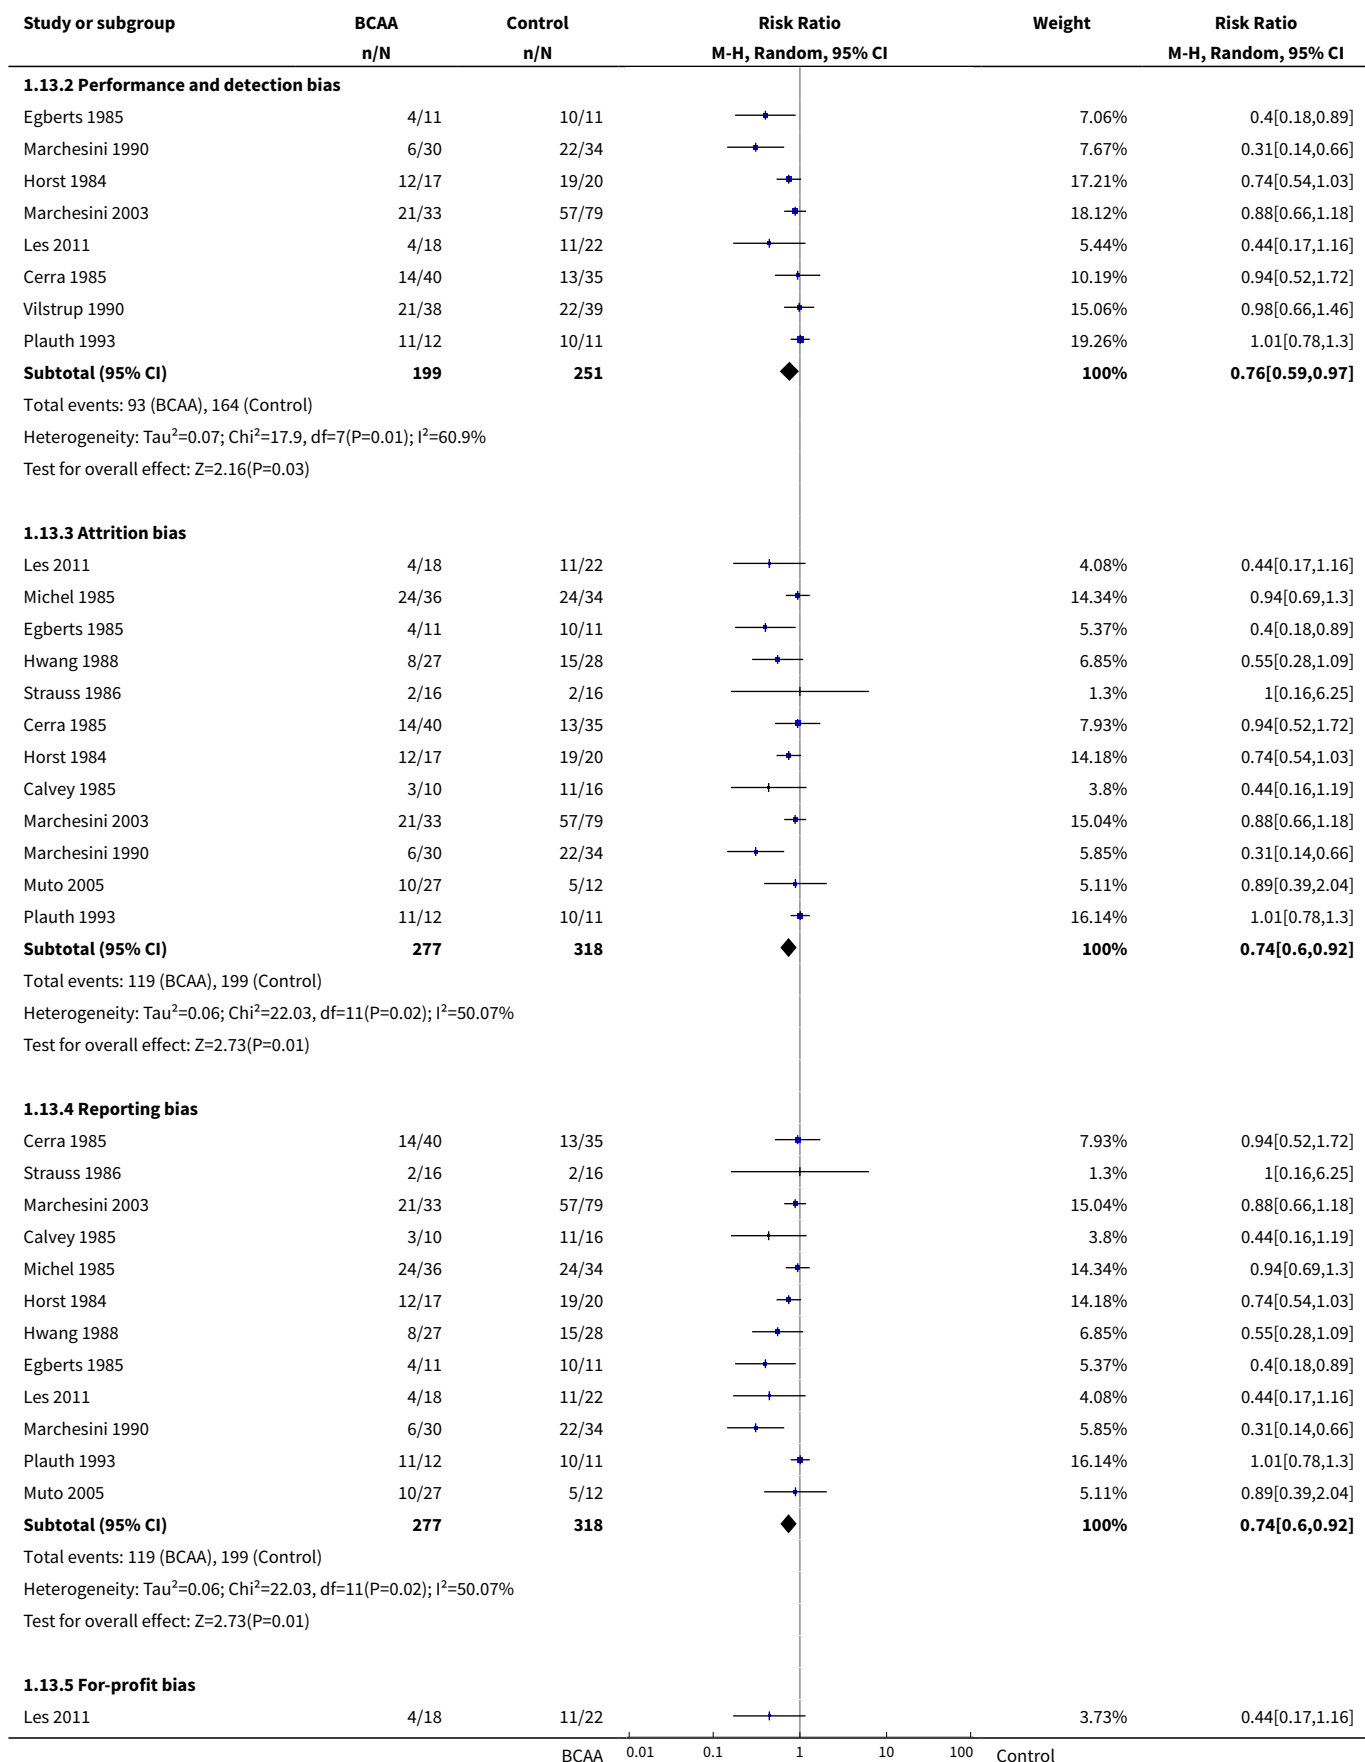 Study or subgroup BCAA Control Risk Ratio Weight Risk Ratio
n/N n/N M-H, Random, 95% CI M-H, Random, 95% CI
1.13.2 Performance and detection bias
Egberts 1985 4/11 10/11 7.06% 0.4[0.18,0.89]
Marchesini 1990 6/30 22/34 7.67% 0.31[0.14,0.66]
Horst 1984 12/17 19/20 17.21% 0.74[0.54,1.03]
Marchesini 2003 21/33 57/79 18.12% 0.88[0.66,1.18]
Les 2011 4/18 11/22 5.44% 0.44[0.17,1.16]
Cerra 1985 14/40 13/35 10.19% 0.94[0.52,1.72]
Vilstrup 1990 21/38 22/39 15.06% 0.98[0.66,1.46]
Plauth 1993 11/12 10/11 19.26% 1.01[0.78,1.3]
Subtotal (95% CI) 199 251 100% 0.76[0.59,0.97]
Total events: 93 (BCAA), 164 (Control)
Heterogeneity: Tau²=0.07; Chi²=17.9, df=7(P=0.01); I²=60.9%
Test for overall effect: Z=2.16(P=0.03)
1.13.3 Attrition bias
Les 2011 4/18 11/22 4.08% 0.44[0.17,1.16]
Michel 1985 24/36 24/34 14.34% 0.94[0.69,1.3]
Egberts 1985 4/11 10/11 5.37% 0.4[0.18,0.89]
Hwang 1988 8/27 15/28 6.85% 0.55[0.28,1.09]
Strauss 1986 2/16 2/16 1.3% 1[0.16,6.25]
Cerra 1985 14/40 13/35 7.93% 0.94[0.52,1.72]
Horst 1984 12/17 19/20 14.18% 0.74[0.54,1.03]
Calvey 1985 3/10 11/16 3.8% 0.44[0.16,1.19]
Marchesini 2003 21/33 57/79 15.04% 0.88[0.66,1.18]
Marchesini 1990 6/30 22/34 5.85% 0.31[0.14,0.66]
Muto 2005 10/27 5/12 5.11% 0.89[0.39,2.04]
Plauth 1993 11/12 10/11 16.14% 1.01[0.78,1.3]
Subtotal (95% CI) 277 318 100% 0.74[0.6,0.92]
Total events: 119 (BCAA), 199 (Control)
Heterogeneity: Tau²=0.06; Chi²=22.03, df=11(P=0.02); I²=50.07%
Test for overall effect: Z=2.73(P=0.01)
1.13.4 Reporting bias
Cerra 1985 14/40 13/35 7.93% 0.94[0.52,1.72]
Strauss 1986 2/16 2/16 1.3% 1[0.16,6.25]
Marchesini 2003 21/33 57/79 15.04% 0.88[0.66,1.18]
Calvey 1985 3/10 11/16 3.8% 0.44[0.16,1.19]
Michel 1985 24/36 24/34 14.34% 0.94[0.69,1.3]
Horst 1984 12/17 19/20 14.18% 0.74[0.54,1.03]
Hwang 1988 8/27 15/28 6.85% 0.55[0.28,1.09]
Egberts 1985 4/11 10/11 5.37% 0.4[0.18,0.89]
Les 2011 4/18 11/22 4.08% 0.44[0.17,1.16]
Marchesini 1990 6/30 22/34 5.85% 0.31[0.14,0.66]
Plauth 1993 11/12 10/11 16.14% 1.01[0.78,1.3]
Muto 2005 10/27 5/12 5.11% 0.89[0.39,2.04]
Subtotal (95% CI) 277 318 100% 0.74[0.6,0.92]
Total events: 119 (BCAA), 199 (Control)
Heterogeneity: Tau²=0.06; Chi²=22.03, df=11(P=0.02); I²=50.07%
Test for overall effect: Z=2.73(P=0.01)
1.13.5 For-profit bias
Les 2011 4/18 11/22 3.73% 0.44[0.17,1.16]
BCAA 0.01 0.1 1 10 100 Control